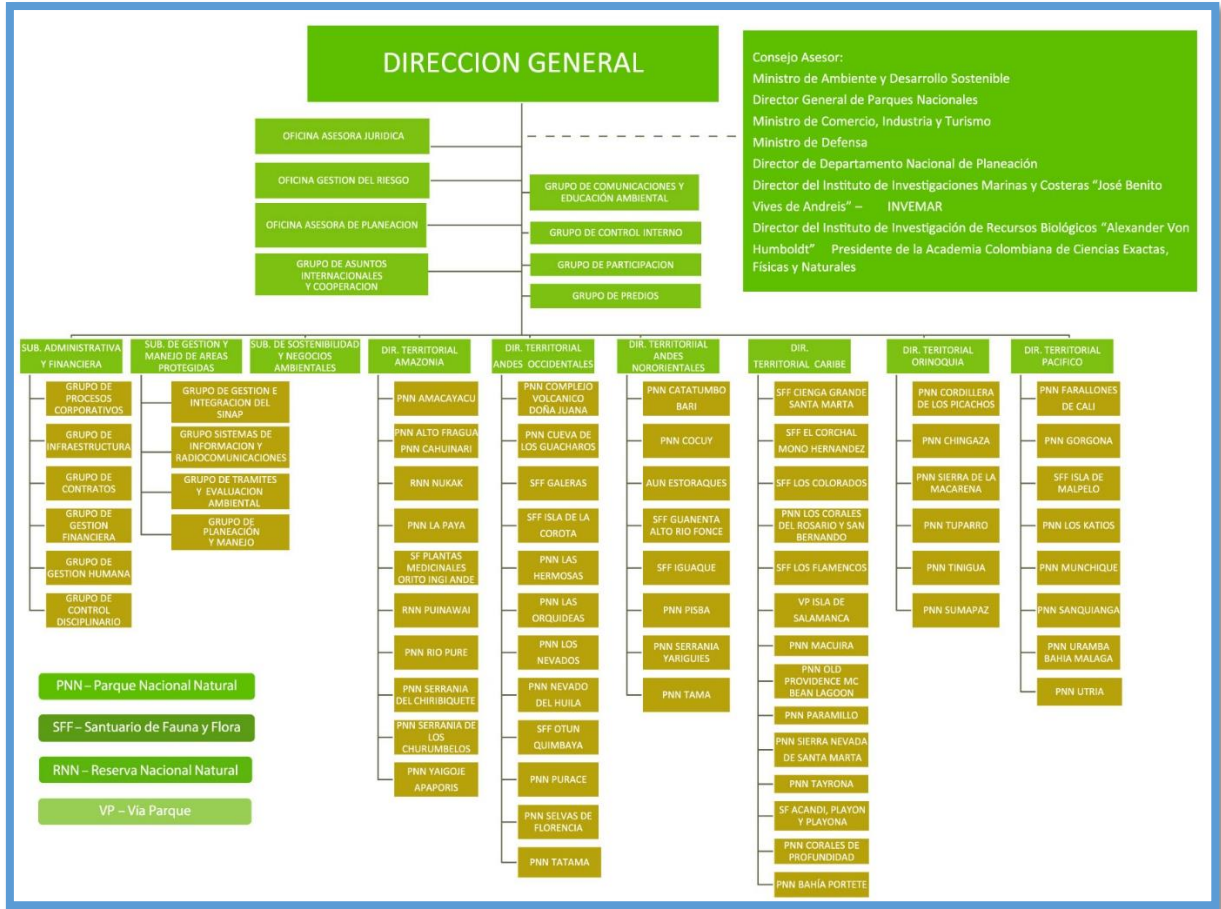 DIRECCION GENERAL
Consejo Asesor:
Ministro de Ambiente y Desarrollo Sostenible
Director General de Parques Nacionales
Ministro de Comercio, Industria y Turismo
Ministro de Defensa
Director de Departamento Nacional de Planeación
Director del Instituto de Investigaciones Marinas y Costeras "José Benito
Vives de Andreis" – INVEMAR
Director del Instituto de Investigación de Recursos Biológicos "Alexander Von
Humboldt" Presidente de la Academia Colombiana de Ciencias Exactas,
Físicas y Naturales
OFICINA ASESORA JURIDICA
OFICINA GESTION DEL RIESGO
OFICINA ASESORA DE PLANEACION
GRUPO DE ASUNTOS
INTERNACIONALES
Y COOPERACION
GRUPO DE COMUNICACIONES Y
EDUCACIÓN AMBIENTAL
GRUPO DE CONTROL INTERNO
GRUPO DE PARTICIPACION
GRUPO DE PREDIOS
SUB. ADMINISTRATIVA
Y FINANCIERA
GRUPO DE
PROCESOS
CORPORATIVOS
GRUPO DE
INFRAESTRUCTURA
GRUPO DE
CONTRATOS
GRUPO DE
GESTION
FINANCIERA
GRUPO DE
GESTION HUMANA
GRUPO DE
CONTROL
DISCIPLINARIO
SUB. DE GESTION Y
MANEJO DE AREAS
PROTEGIDAS
GRUPO DE GESTION E
INTEGRACION DEL
SINAP
GRUPO SISTEMAS DE
INFORMACION Y
RADIOCOMUNICACIONES
GRUPO DE TRAMITES
Y EVALUACION
AMBIENTAL
GRUPO DE
PLANEACIÓN
Y MANEJO
SUB. DE SOSTENIBILIDAD
Y NEGOCIOS
AMBIENTALES
DIR. TERRITORIAL
AMAZONIA
PNN AMACAYACU
PNN ALTO FRAGUA
PNN CAHUINARI
RNN NUKAK
PNN LA PAYA
SF PLANTAS
MEDICINALES
ORITO INGI ANDE
RNN PUINAWAI
PNN RIO PURE
PNN SERRANIA
DEL CHIRIBIQUETE
PNN SERRANIA DE
LOS
CHURUMBELOS
PNN YAIGOJE
APAPORIS
DIR. TERRITORIAL
ANDES OCCIDENTALES
PNN COMPLEJO
VOLCANICO
DOÑA JUANA
PNN CUEVA DE
LOS GUACHAROS
SFF GALERAS
SFF ISLA DE LA
COROTA
PNN LAS
HERMOSAS
PNN LAS
ORQUIDEAS
PNN LOS
NEVADOS
PNN NEVADO
DEL HUILA
SFF OTUN
QUIMBAYA
PNN PURACE
PNN SELVAS DE
FLORENCIA
PNN TATAMA
DIR. TERRITORIIAL
ANDES
NORORIENTALES
PNN CATATUMBO
BARI
PNN COCUY
AUN ESTORAQUES
SFF GUANENTA
ALTO RIO FONCE
SFF IGUAQUE
PNN PISBA
PNN SERRANIA
YARIGUIES
PNN TAMA
DIR.
TERRITORIAL CARIBE
SFF CIENGA GRANDE
SANTA MARTA
SFF EL CORCHAL
MONO HERNANDEZ
SFF LOS COLORADOS
PNN LOS CORALES
DEL ROSARIO Y SAN
BERNANDO
SFF LOS FLAMENCOS
VP ISLA DE
SALAMANCA
PNN MACUIRA
PNN OLD
PROVIDENCE MC
BEAN LAGOON
PNN PARAMILLO
PNN SIERRA NEVADA
DE SANTA MARTA
PNN TAYRONA
SF ACANDI, PLAYON
Y PLAYONA
PNN CORALES DE
PROFUNDIDAD
PNN BAHÍA PORTETE
DIR. TERITORIAL
ORINOQUIA
PNN CORDILLERA
DE LOS PICACHOS
PNN CHINGAZA
PNN SIERRA DE LA
MACARENA
PNN TUPARRO
PNN TINIGUA
PNN SUMAPAZ
DIR. TERRITORIAL
PACIFICO
PNN FARALLONES
DE CALI
PNN GORGONA
SFF ISLA DE
MALPELO
PNN LOS KATIOS
PNN MUNCHIQUE
PNN SANQUIANGA
PNN URAMBA
BAHIA MALAGA
PNN UTRIA
PNN – Parque Nacional Natural
SFF – Santuario de Fauna y Flora
RNN – Reserva Nacional Natural
VP – Vía Parque